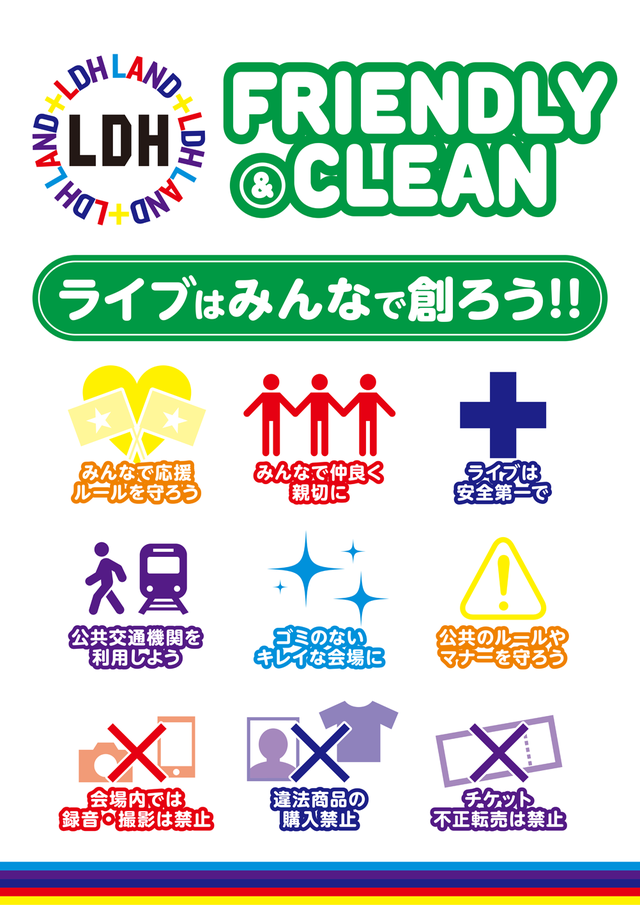 LDH LAND + LDH LAND + LDH LAND + LDH LAND +
LDH
FRIENDLY
& CLEAN
ライブはみんなで創ろう!!
みんなで応援
ルールを守ろう
みんなで仲良く
親切に
ライブは
安全第一で
公共交通機関を
利用しよう
ゴミのない
キレイな会場に
公共のルールや
マナーを守ろう
会場内では
録音・撮影は禁止
違法商品の
購入禁止
チケット
不正転売は禁止